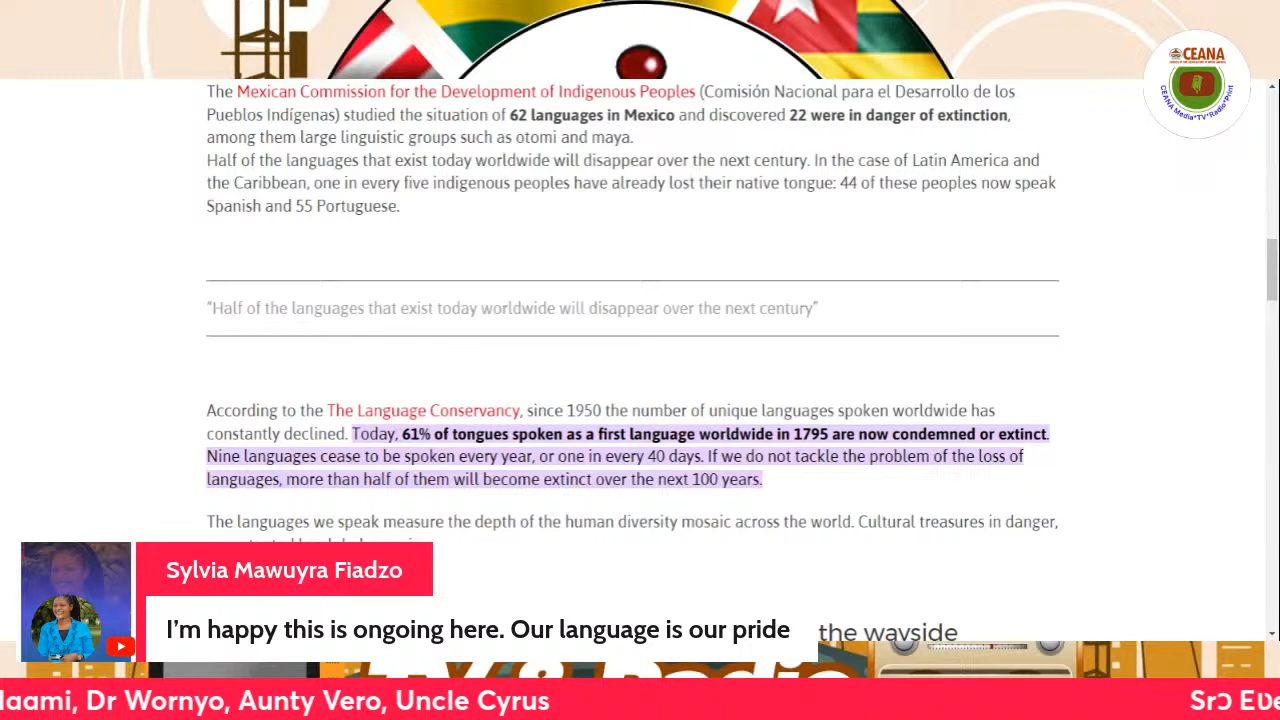 CEANA
CEANA Media*TV*Radio*Print
The Mexican Commission for the Development of Indigenous Peoples (Comisión Nacional para el Desarrollo de los
Pueblos Indígenas) studied the situation of 62 languages in Mexico and discovered 22 were in danger of extinction,
among them large linguistic groups such as otomi and maya.
Half of the languages that exist today worldwide will disappear over the next century. In the case of Latin America and
the Caribbean, one in every five indigenous peoples have already lost their native tongue: 44 of these peoples now speak
Spanish and 55 Portuguese.
“Half of the languages that exist today worldwide will disappear over the next century”
According to the The Language Conservancy, since 1950 the number of unique languages spoken worldwide has
constantly declined. Today, 61% of tongues spoken as a first language worldwide in 1795 are now condemned or extinct.
Nine languages cease to be spoken every year, or one in every 40 days. If we do not tackle the problem of the loss of
languages, more than half of them will become extinct over the next 100 years.
The languages we speak measure the depth of the human diversity mosaic across the world. Cultural treasures in danger,
Sylvia Mawuyra Fiadzo
I’m happy this is ongoing here. Our language is our pride
the wayside
TV & Radio
Naami, Dr Wornyo, Aunty Vero, Uncle Cyrus
Srɔ Eʋe